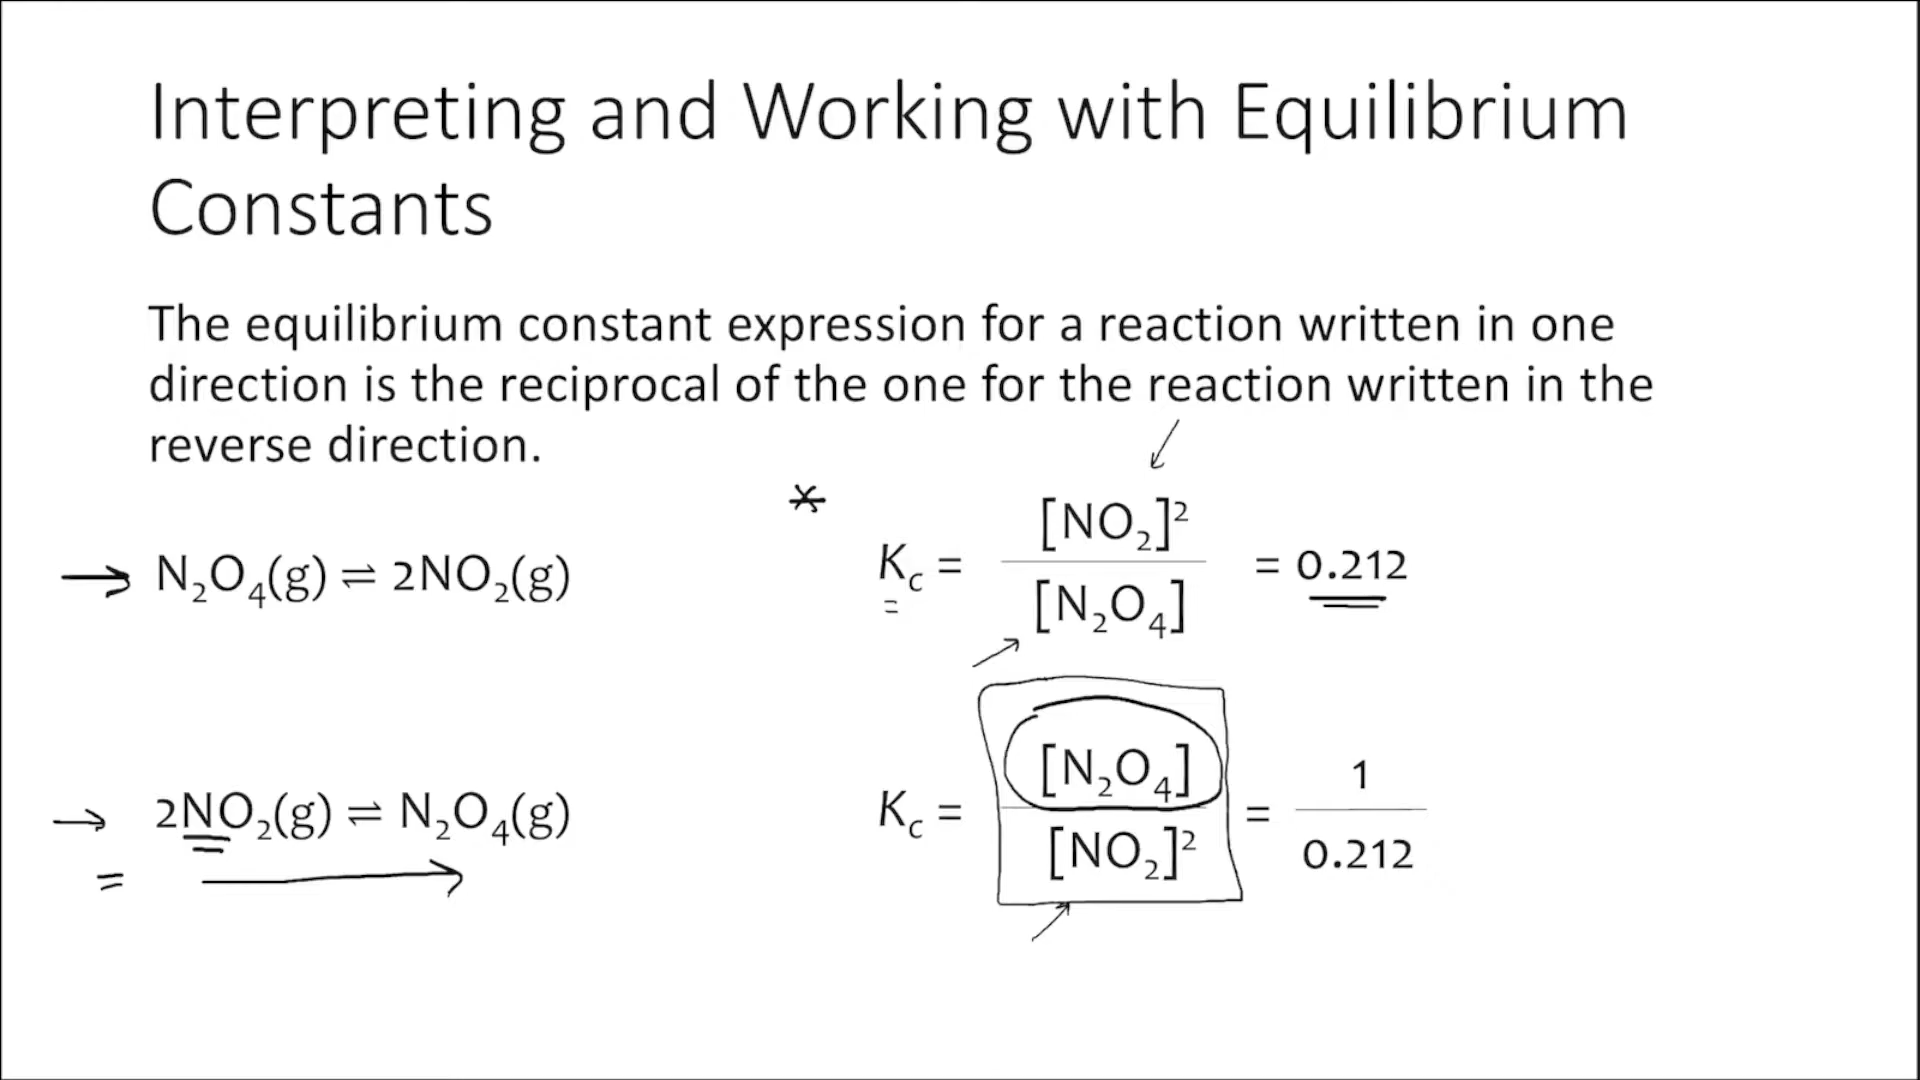 Interpreting and Working with Equilibrium
Constants
The equilibrium constant expression for a reaction written in one
direction is the reciprocal of the one for the reaction written in the
reverse direction.
N₂O₄(g) ⇌ 2NO₂(g)
K꜀ = [NO₂]² / [N₂O₄] = 0.212
2NO₂(g) ⇌ N₂O₄(g)
K꜀ = [N₂O₄] / [NO₂]² = 1 / 0.212